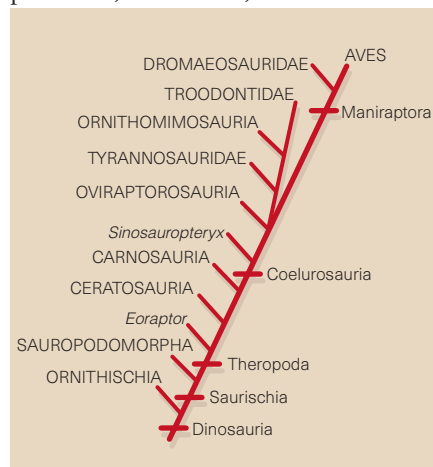 AVES
DROMAEOSAURIDAE
TROODONTIDAE
Maniraptora
ORNITHOMIMOSAURIA
TYRANNOSAURIDAE
OVIRAPTOROSAURIA
Sinosauropteryx
CARNOSAURIA
Coelurosauria
CERATOSAURIA
Eoraptor
SAUROPODOMORPHA
Theropoda
ORNITHISCHIA
Saurischia
Dinosauria